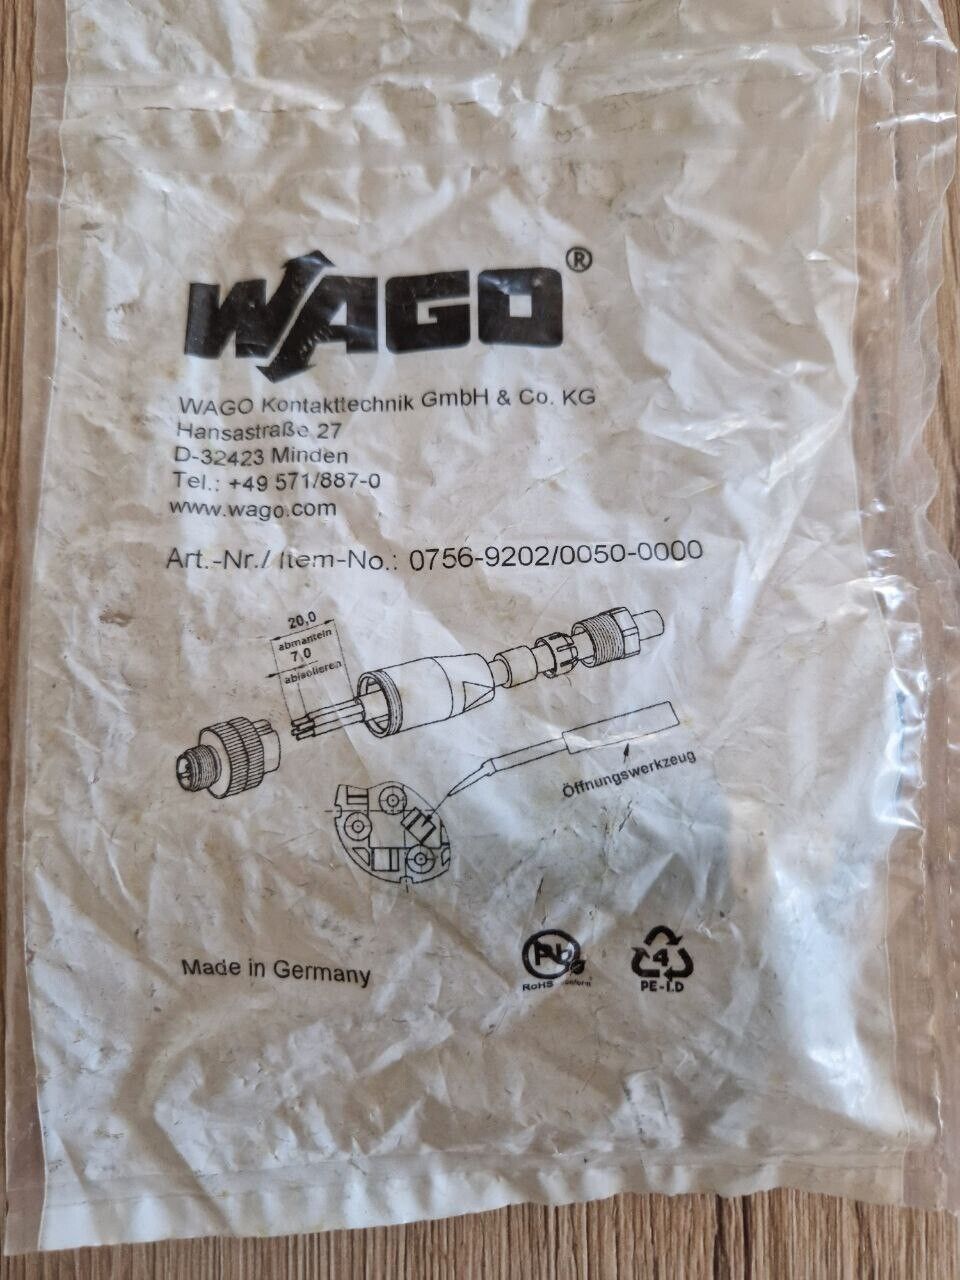 WAGO®
WAGO Kontakttechnik GmbH & Co. KG
Hansastraße 27
D-32423 Minden
Tel.: +49 571/887-0
www.wago.com
Art.-Nr./ Item-No.: 0756-9202/0050-0000
20,0
abmanteln
7,0
abisolieren
Öffnungswerkzeug
Made in Germany
Pb
RoHS conform
4
PE-LD